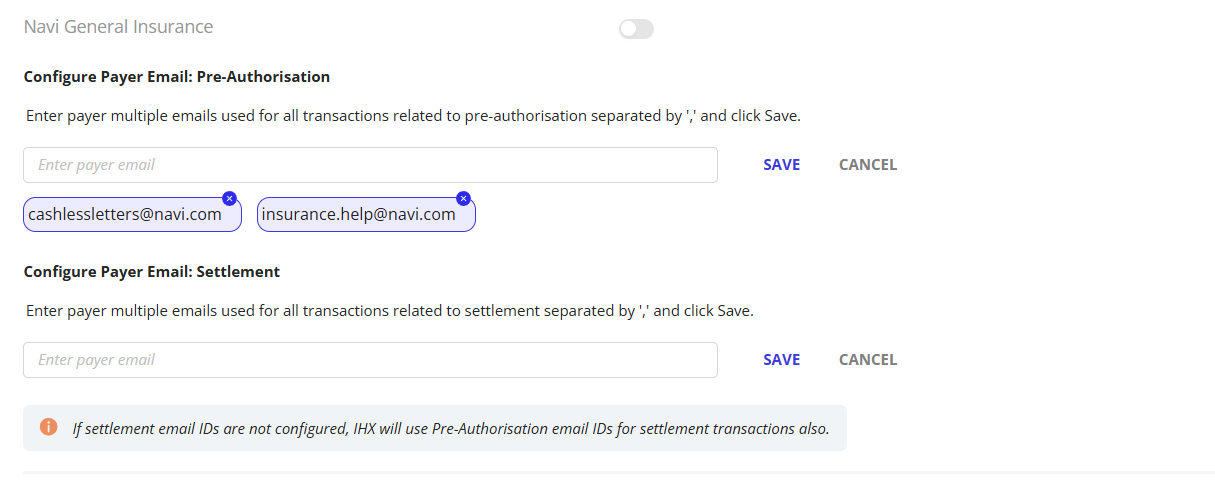 Navi General Insurance
Configure Payer Email: Pre-Authorisation
Enter payer multiple emails used for all transactions related to pre-authorisation separated by ',' and click Save.
Enter payer email SAVE CANCEL
cashlessletters@navi.com insurance.help@navi.com
Configure Payer Email: Settlement
Enter payer multiple emails used for all transactions related to settlement separated by ',' and click Save.
Enter payer email SAVE CANCEL
If settlement email IDs are not configured, IHX will use Pre-Authorisation email IDs for settlement transactions also.